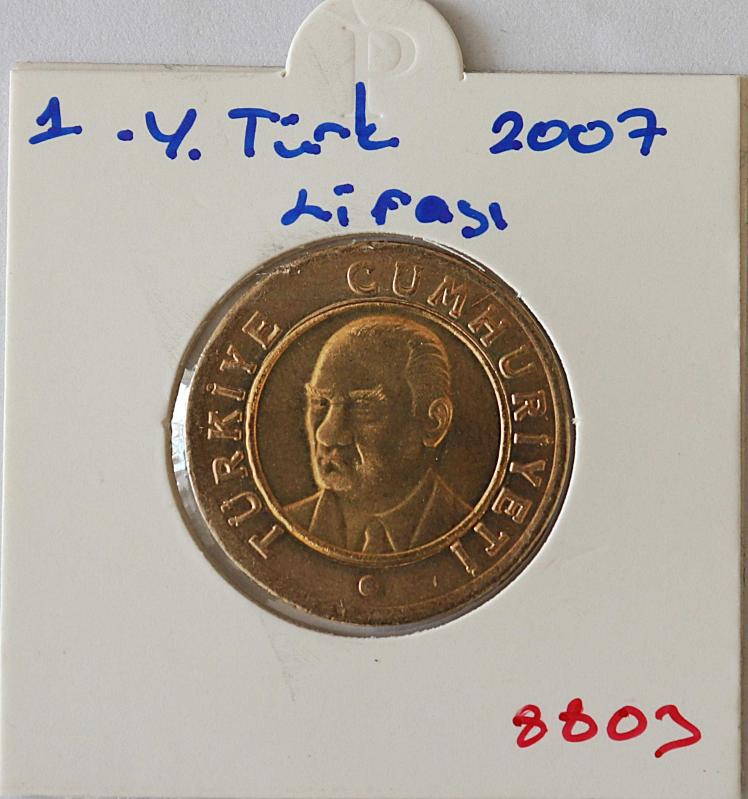 1. .Y. Türk 2007
Lirası
TÜRKİYE CUMHURİYETİ
8803